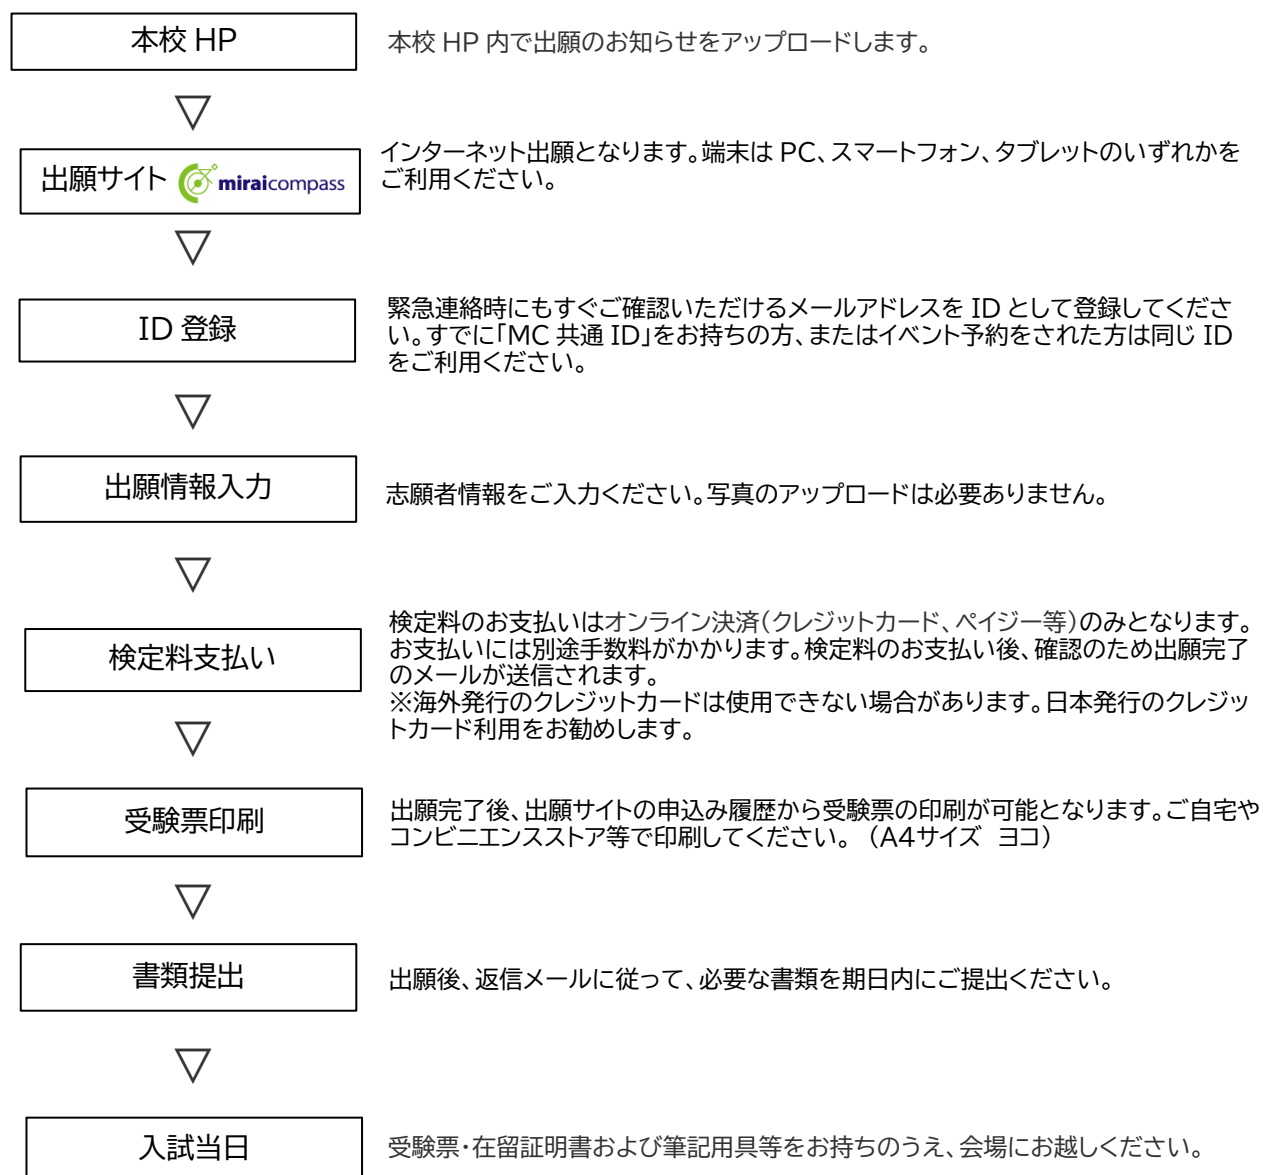 本校 HP
本校 HP 内で出願のお知らせをアップロードします。
出願サイト miraicompass
インターネット出願となります。端末は PC、スマートフォン、タブレットのいずれかを
ご利用ください。
ID 登録
緊急連絡時にもすぐご確認いただけるメールアドレスを ID として登録してくださ
い。すでに「MC 共通 ID」をお持ちの方、またはイベント予約をされた方は同じ ID
をご利用ください。
出願情報入力
志願者情報をご入力ください。写真のアップロードは必要ありません。
検定料支払い
検定料のお支払いはオンライン決済(クレジットカード、ペイジー等)のみとなります。
お支払いには別途手数料がかかります。検定料のお支払い後、確認のため出願完了
のメールが送信されます。
※海外発行のクレジットカードは使用できない場合があります。日本発行のクレジッ
トカード利用をお勧めします。
受験票印刷
出願完了後、出願サイトの申込み履歴から受験票の印刷が可能となります。ご自宅や
コンビニエンスストア等で印刷してください。 (A4サイズ ヨコ)
書類提出
出願後、返信メールに従って、必要な書類を期日内にご提出ください。
入試当日
受験票・在留証明書および筆記用具等をお持ちのうえ、会場にお越しください。